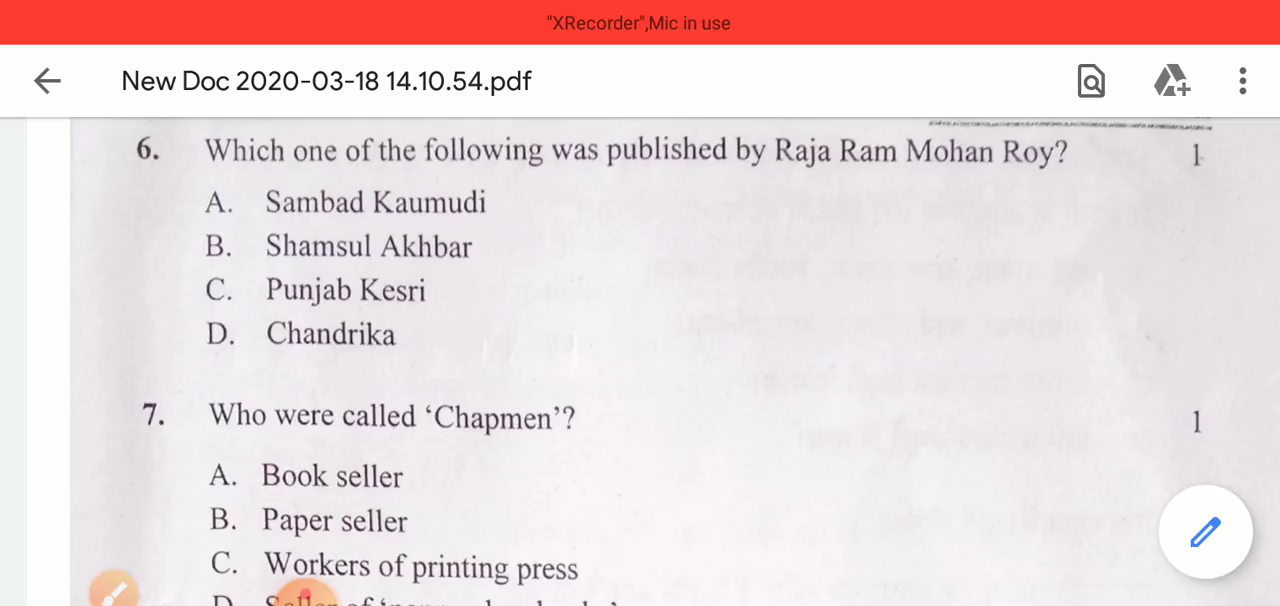 "XRecorder",Mic in use
New Doc 2020-03-18 14.10.54.pdf
6. Which one of the following was published by Raja Ram Mohan Roy? 1
A. Sambad Kaumudi
B. Shamsul Akhbar
C. Punjab Kesri
D. Chandrika
7. Who were called ‘Chapmen’? 1
A. Book seller
B. Paper seller
C. Workers of printing press
D. of